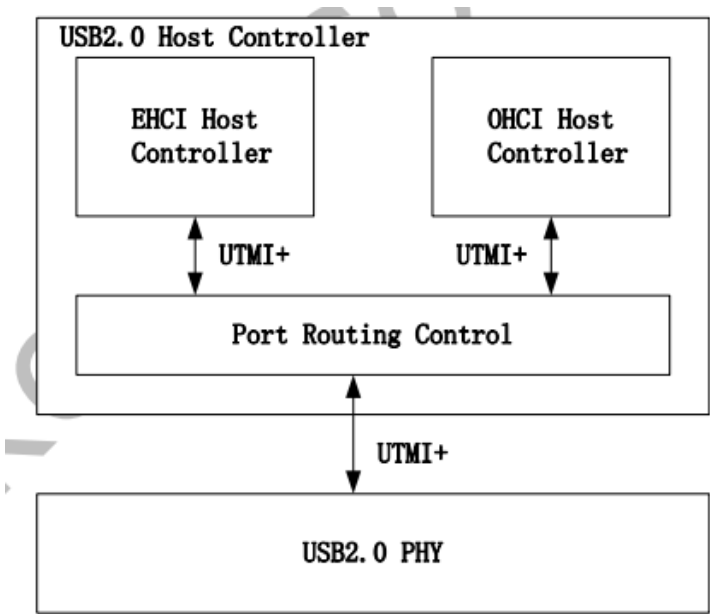 USB2.0 Host Controller
EHCI Host
Controller
OHCI Host
Controller
UTMI+
UTMI+
Port Routing Control
UTMI+
USB2.0 PHY